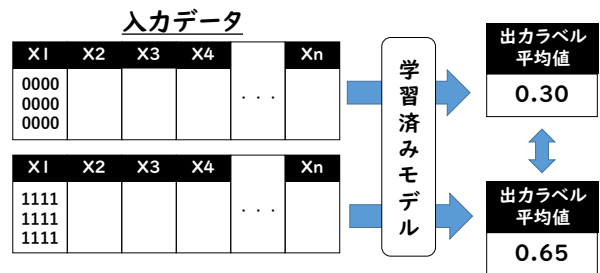 入力データ
X1 X2 X3 X4 Xn
0000
0000
0000
. . .
X1 X2 X3 X4 Xn
1111
1111
1111
. . .
学習済みモデル
出力ラベル
平均値
0.30
出力ラベル
平均値
0.65